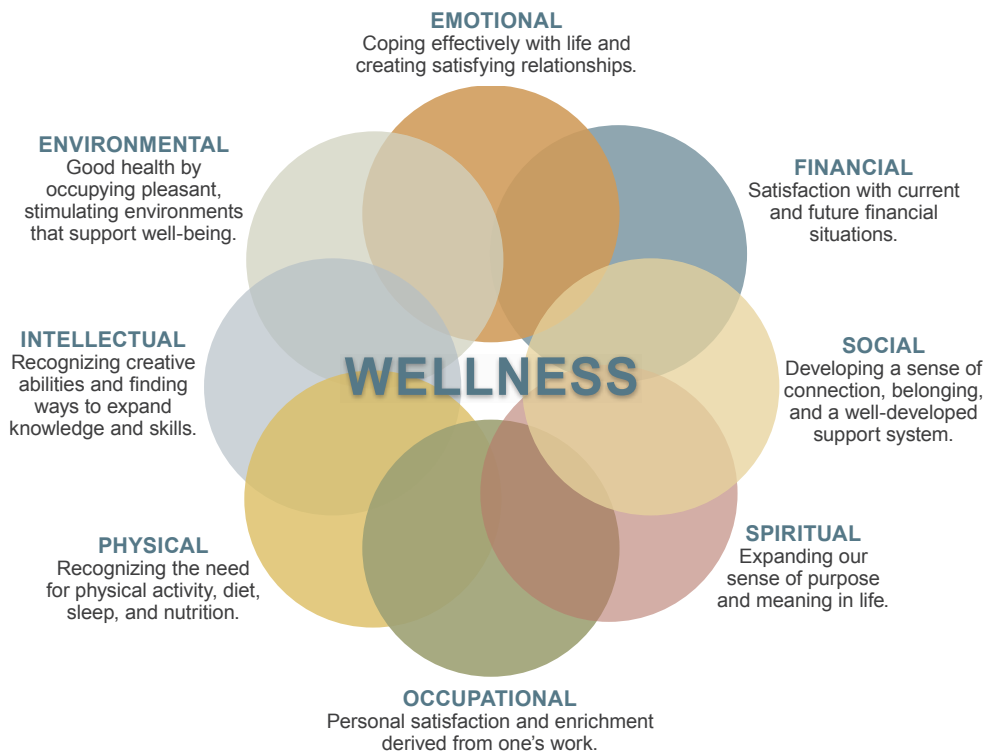 EMOTIONAL
Coping effectively with life and
creating satisfying relationships.
FINANCIAL
Satisfaction with current
and future financial
situations.
SOCIAL
Developing a sense of
connection, belonging,
and a well-developed
support system.
SPIRITUAL
Expanding our
sense of purpose
and meaning in life.
OCCUPATIONAL
Personal satisfaction and enrichment
derived from one’s work.
PHYSICAL
Recognizing the need
for physical activity, diet,
sleep, and nutrition.
INTELLECTUAL
Recognizing creative
abilities and finding
ways to expand
knowledge and skills.
ENVIRONMENTAL
Good health by
occupying pleasant,
stimulating environments
that support well-being.
WELLNESS